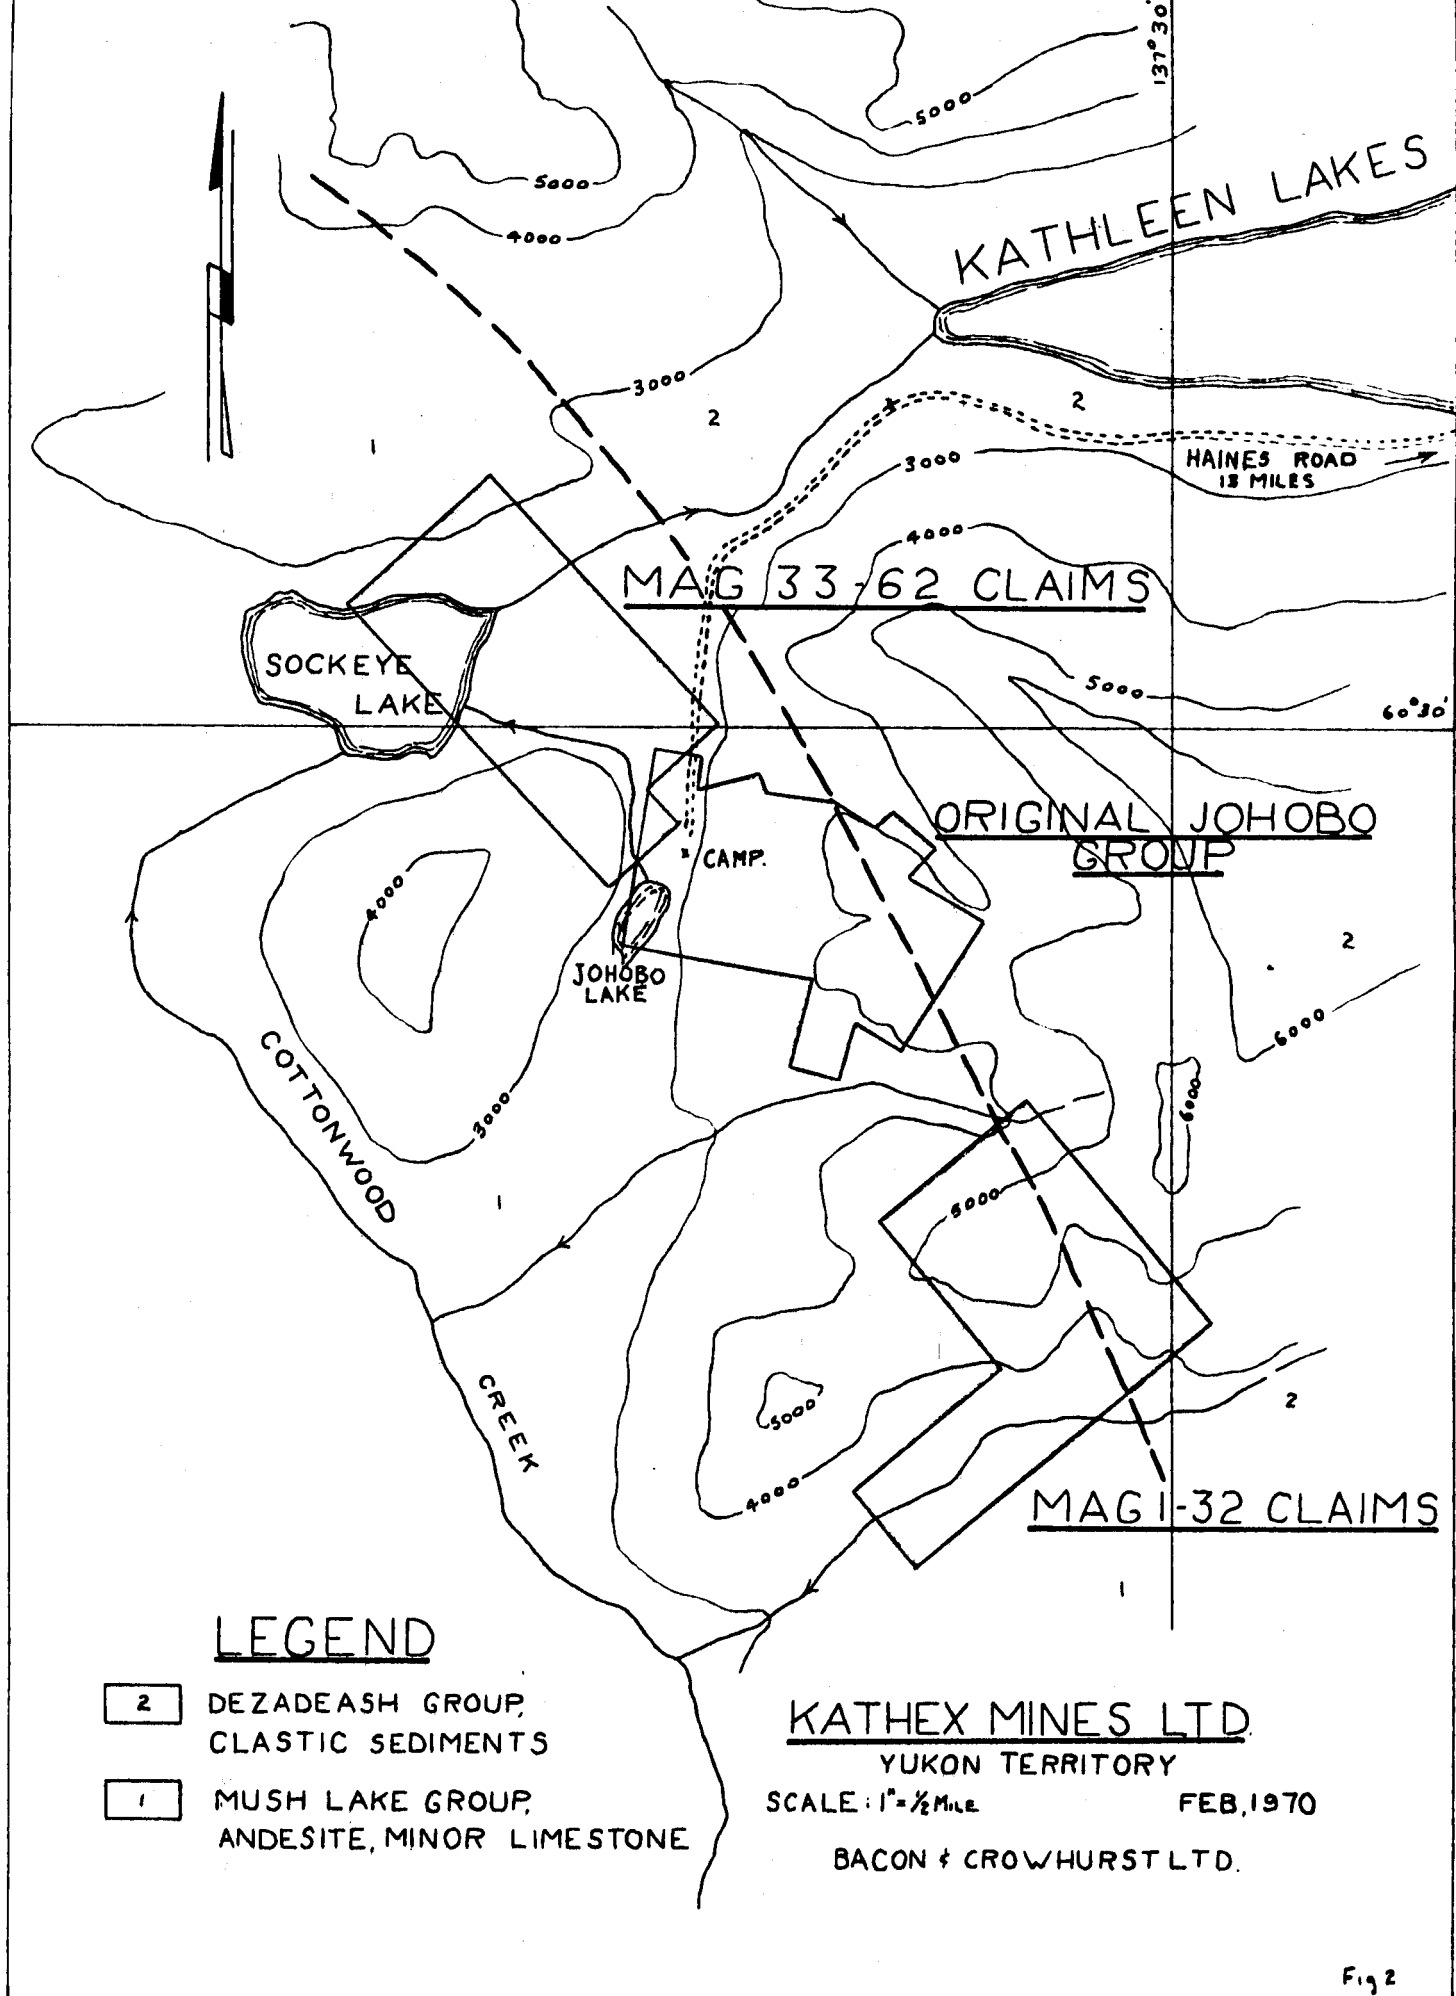 137°30'
5000
5000
4000
KATHLEEN LAKES
3000
2
2
1
3000
HAINES ROAD
13 MILES
4000
MAG 33-62 CLAIMS
SOCKEYE
LAKE
5000
60°30'
ORIGINAL JOHOBO
GROUP
CAMP.
4000
2
JOHOBO
LAKE
6000
COTTONWOOD
3000
6000
1
5000
CREEK
5000
2
4000
MAG 1-32 CLAIMS
1
LEGEND
2 DEZADEASH GROUP,
CLASTIC SEDIMENTS
1 MUSH LAKE GROUP,
ANDESITE, MINOR LIMESTONE
KATHEX MINES LTD.
YUKON TERRITORY
SCALE: 1"=½ MILE FEB, 1970
BACON & CROWHURST LTD.
Fig 2